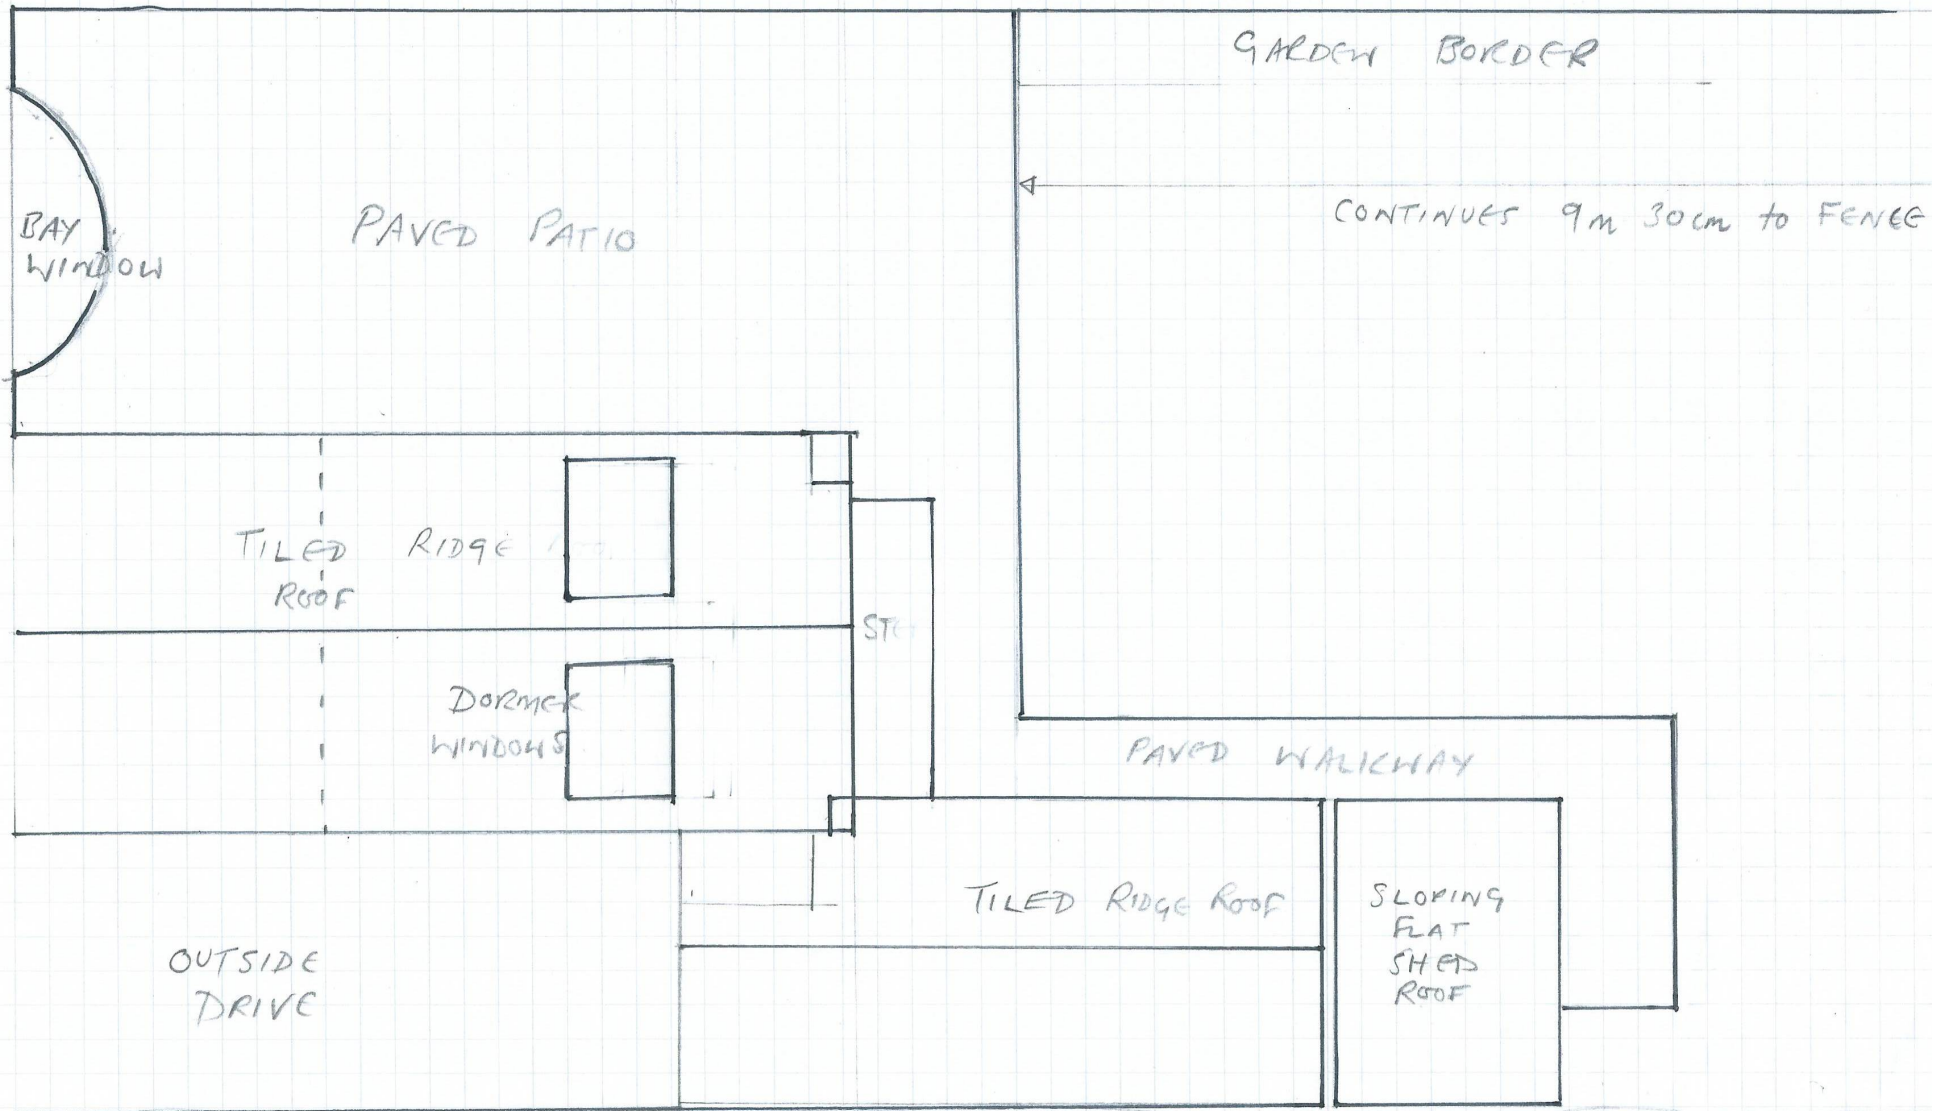 GARDEN BORDER
CONTINUES 9m 30cm to FENCE
BAY
WINDOW
PAVED PATIO
TILED RIDGE
ROOF
DORMER
WINDOWS
PAVED WALKWAY
TILED RIDGE ROOF
SLOPING
FLAT
SHED
ROOF
OUTSIDE
DRIVE